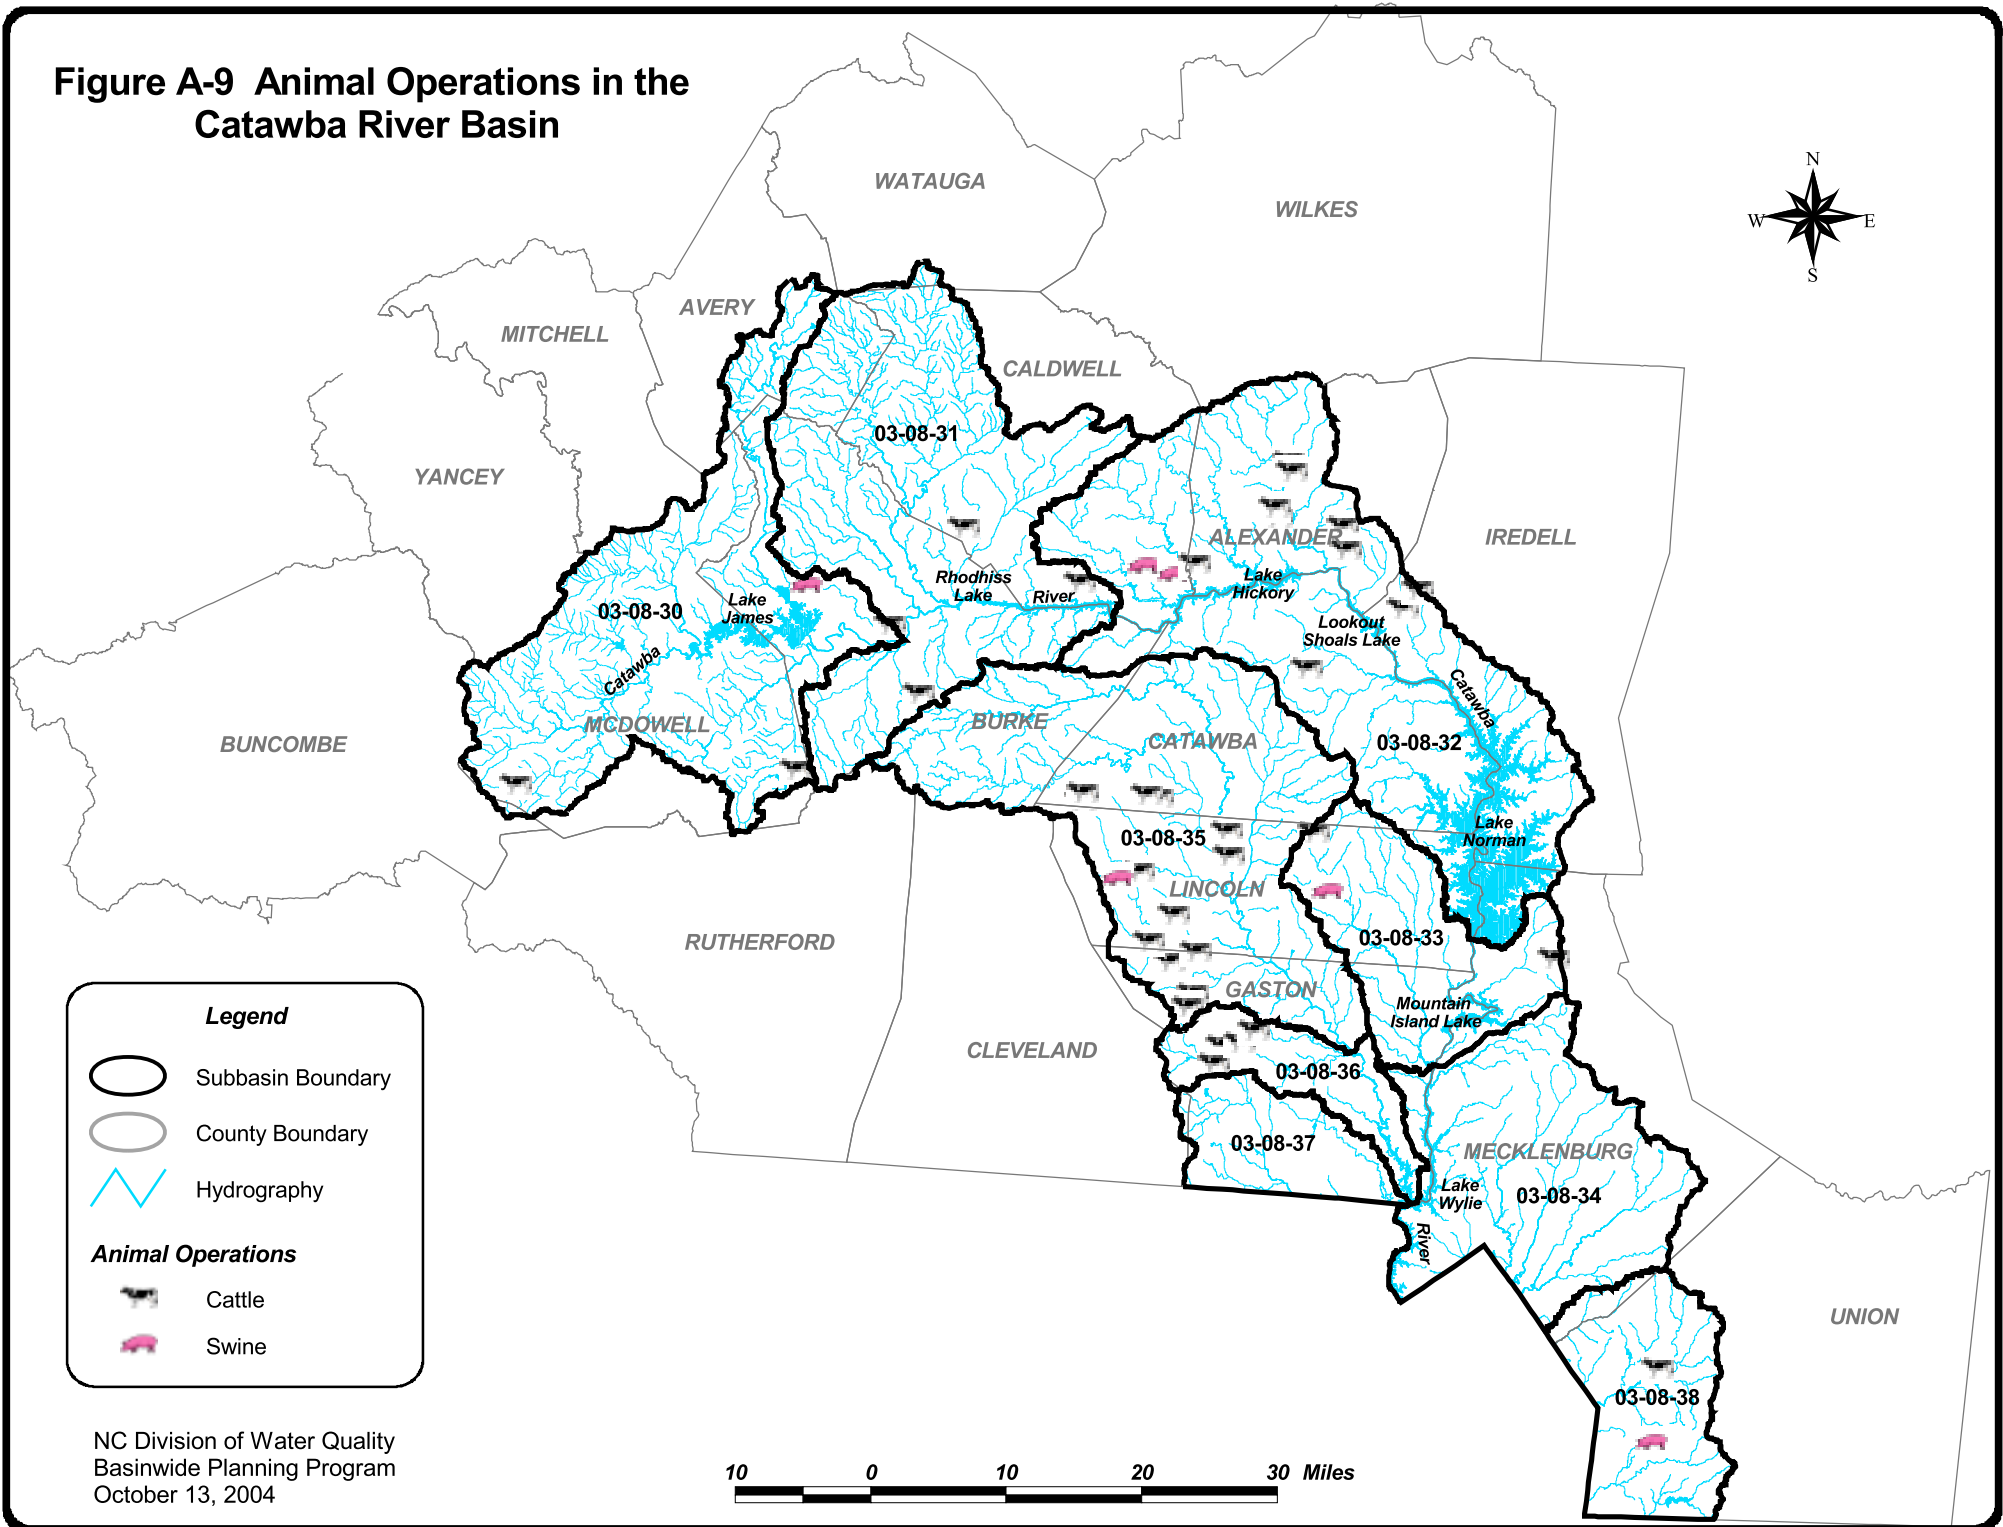 Figure A-9 Animal Operations in the
Catawba River Basin
N
W
E
S
WATAUGA
WILKES
AVERY
MITCHELL
CALDWELL
03-08-31
YANCEY
ALEXANDER
IREDELL
Rhodhiss
Lake
River
Lake
Hickory
03-08-30
Lake
James
Lookout
Shoals Lake
Catawba
Catawba
MCDOWELL
BURKE
BUNCOMBE
CATAWBA
03-08-32
Lake
Norman
03-08-35
LINCOLN
RUTHERFORD
03-08-33
GASTON
Mountain
Island Lake
CLEVELAND
03-08-36
03-08-37
MECKLENBURG
Lake
Wylie
03-08-34
River
UNION
03-08-38
Legend
Subbasin Boundary
County Boundary
Hydrography
Animal Operations
Cattle
Swine
NC Division of Water Quality
Basinwide Planning Program
October 13, 2004
10 0 10 20 30 Miles